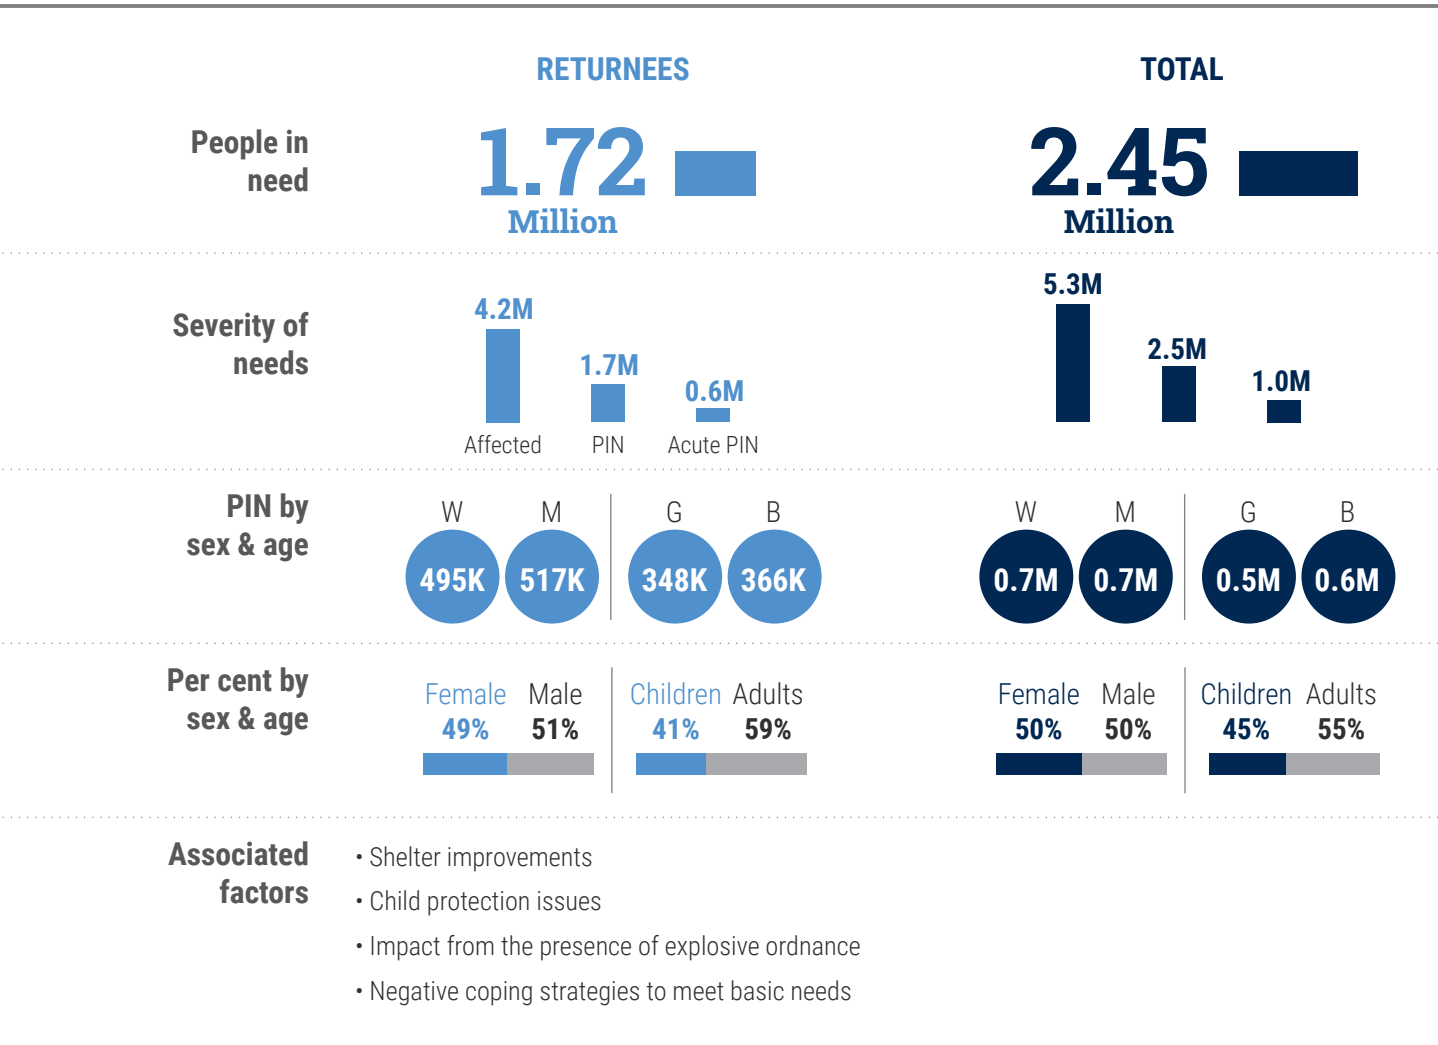 RETURNEES
TOTAL
People in
need
1.72
Million
2.45
Million
Severity of
needs
4.2M
1.7M
0.6M
Affected
PIN
Acute PIN
5.3M
2.5M
1.0M
PIN by
sex & age
W
M
G
B
495K
517K
348K
366K
W
M
G
B
0.7M
0.7M
0.5M
0.6M
Per cent by
sex & age
Female
Male
Children
Adults
49%
51%
41%
59%
Female
Male
Children
Adults
50%
50%
45%
55%
Associated
factors
• Shelter improvements
• Child protection issues
• Impact from the presence of explosive ordnance
• Negative coping strategies to meet basic needs